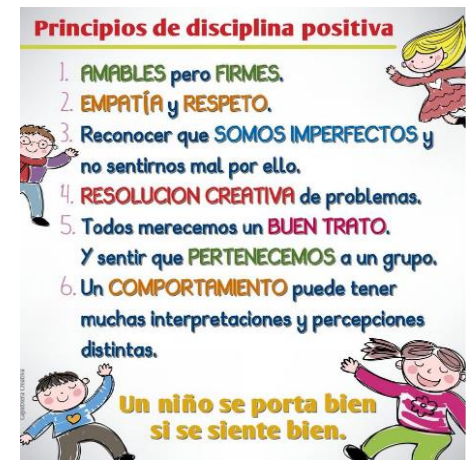 Principios de disciplina positiva
1. AMABLES pero FIRMES.
2. EMPATÍA y RESPETO.
3. Reconocer que SOMOS IMPERFECTOS y
no sentirnos mal por ello.
4. RESOLUCION CREATIVA de problemas.
5. Todos merecemos un BUEN TRATO.
Y sentir que PERTENECEMOS a un grupo.
6. Un COMPORTAMIENTO puede tener
muchas interpretaciones y percepciones
distintas.
Un niño se porta bien
si se siente bien.